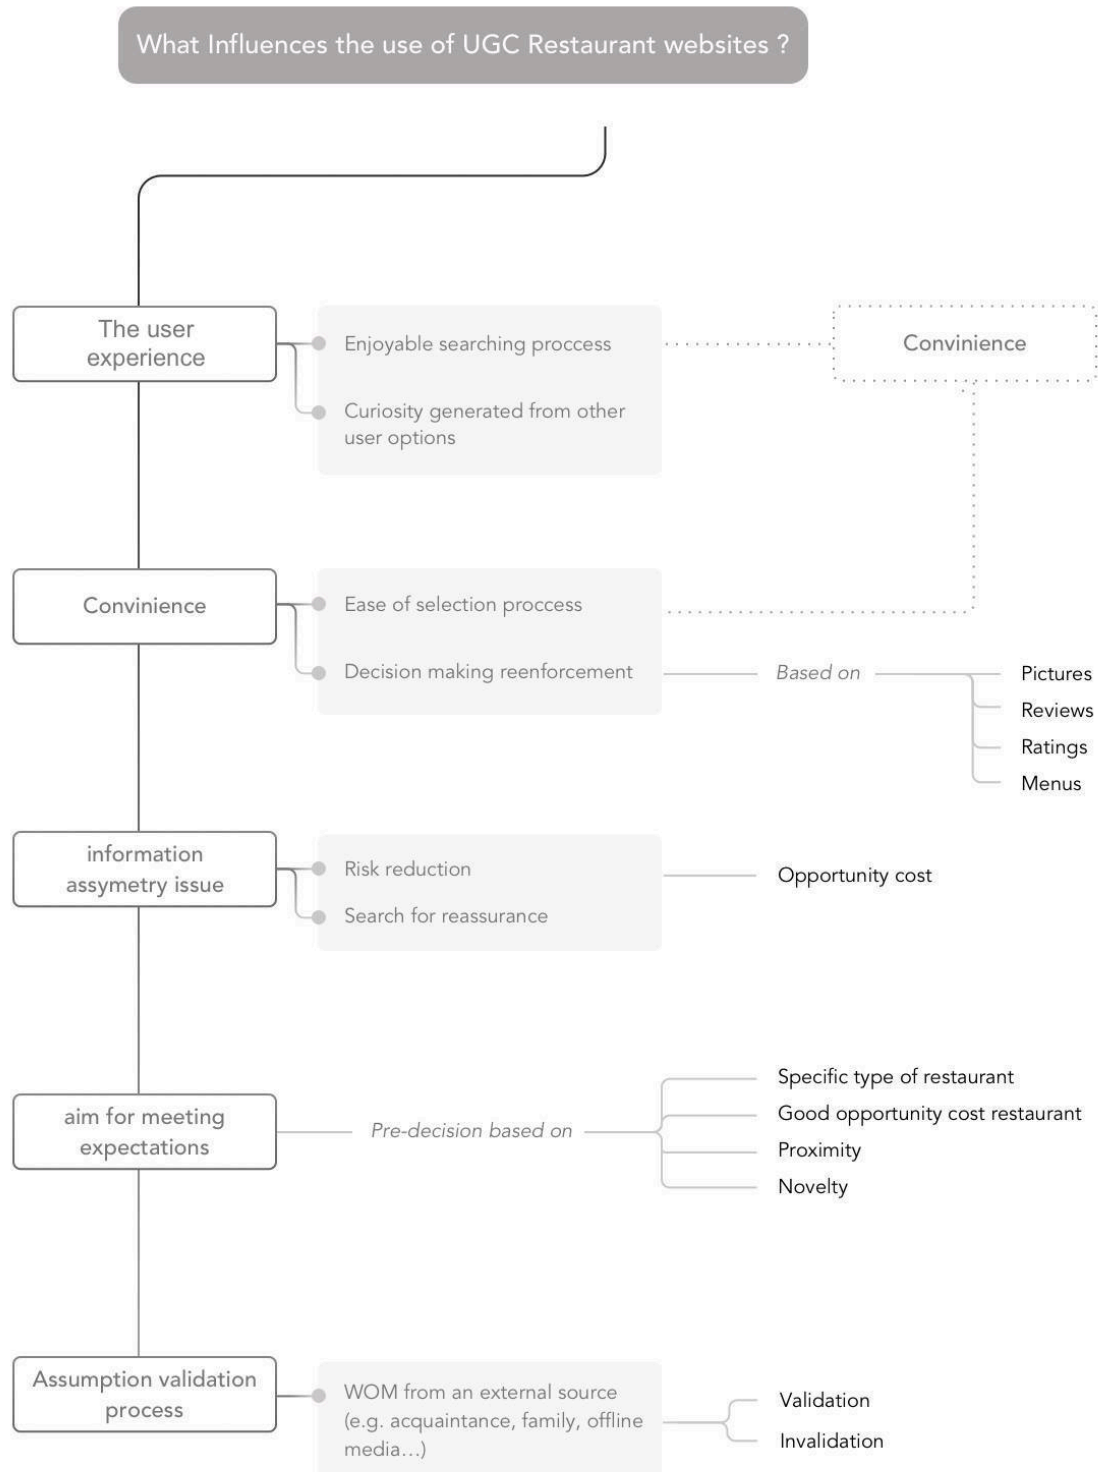 What Influences the use of UGC Restaurant websites ?
The user
experience
Enjoyable searching proccess
Curiosity generated from other
user options
Convinience
Convinience
Ease of selection proccess
Decision making reenforcement
Based on
Pictures
Reviews
Ratings
Menus
information
assymetry issue
Risk reduction
Search for reassurance
Opportunity cost
aim for meeting
expectations
Pre-decision based on
Specific type of restaurant
Good opportunity cost restaurant
Proximity
Novelty
Assumption validation
process
WOM from an external source
(e.g. acquaintance, family, offline
media...)
Validation
Invalidation